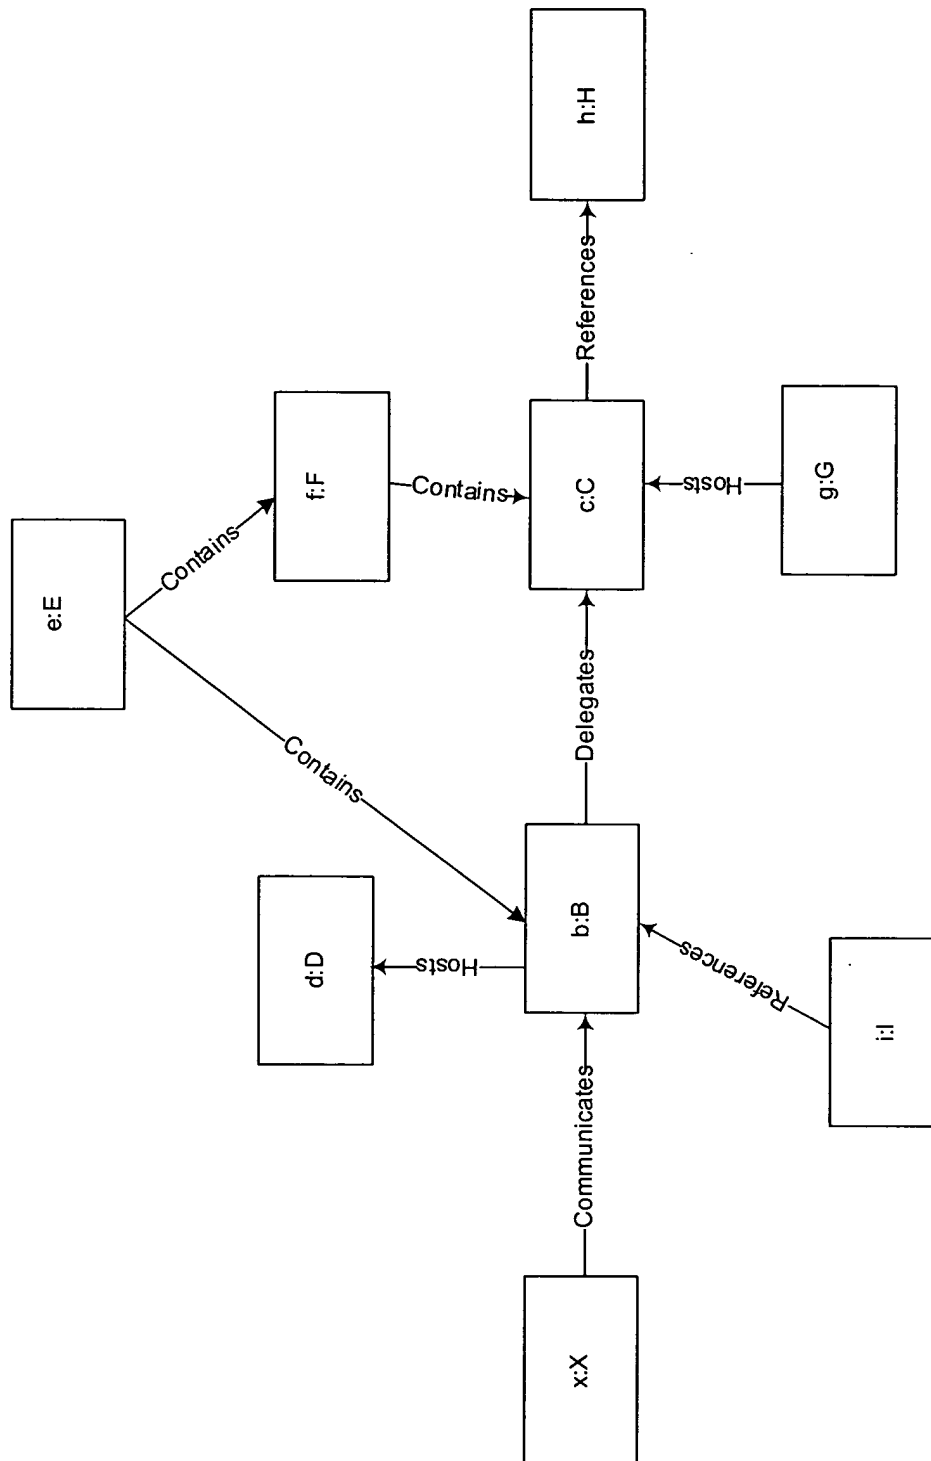 h:H
References
e:E
Contains
f:F
Contains
c:C
Hosts
g:G
Contains
Delegates
d:D
Hosts
b:B
References
i:I
Communicates
x:X